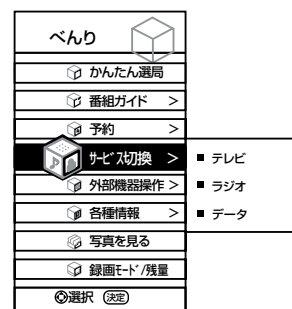 べんり
かんたん選局
番組ガイド >
予約 >
サービス切換 >
外部機器操作 >
各種情報 >
写真を見る
録画モード/残量
選択 決定
■ テレビ
■ ラジオ
■ データ